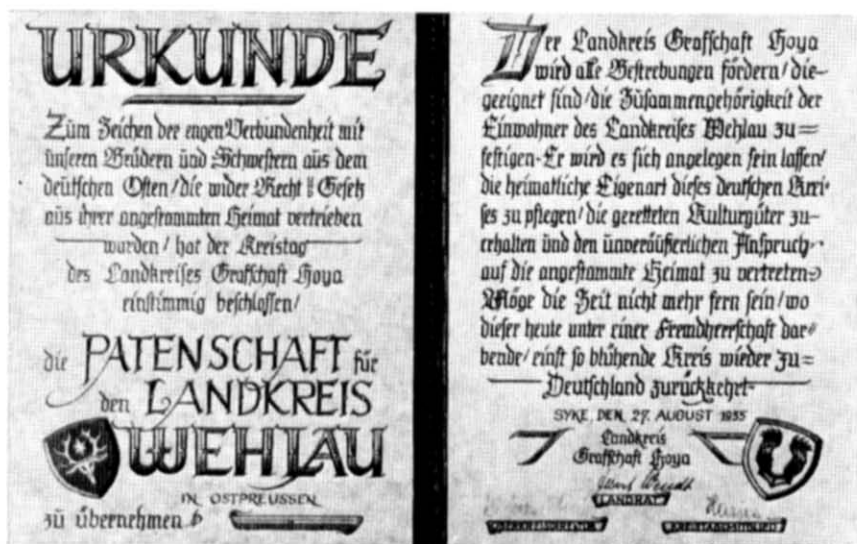 URKUNDE
Zum Zeichen der engen Verbundenheit mit
unseren Brüdern und Schwestern aus dem
deutschen Osten/die wider Recht u Gesetz
aus ihrer angestammten Heimat vertrieben
wurden/hat der Kreistag
des Landkreises Grafschaft Hoya
einstimmig beschlossen/
die PATENSCHAFT für
den LANDKREIS
WEHLAU
IN OSTPREUSSEN
zu übernehmen
Der Landkreis Grafschaft Hoya
wird alle Bestrebungen fördern/die
geeignet sind/die Zusammengehörigkeit der
Einwohner des Landkreises Wehlau zu=
festigen-Er wird es sich angelegen sein lassen/
die heimatliche Eigenart dieses deutschen Krei-
ses zu pflegen/die geretteten Kulturgüter zu-
erhalten und den unveräußerlichen Anspruch
auf die angestammte Heimat zu vertreten-
Möge die Zeit nicht mehr fern sein/wo
dieser heute unter einer Fremdherrschaft dar=
bende/einst so blühende Kreis wieder zu=
Deutschland zurückkehrt-
SYKE, DEN 27. AUGUST 1955
Landkreis
Grafschaft Hoya
LANDRAT
OBERKREISDIREKTOR
KREISTAGSMITGLIED